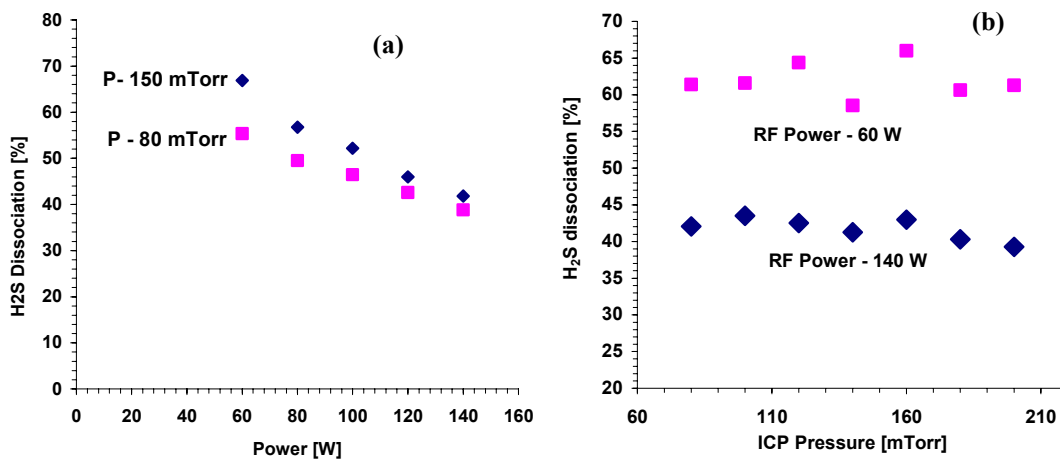 (a)
P- 150 mTorr
P - 80 mTorr
H2S Dissociation [%]
80
70
60
50
40
30
20
10
0
0 20 40 60 80 100 120 140 160
Power [W]
(b)
RF Power - 60 W
RF Power - 140 W
H₂S dissociation [%]
70
65
60
55
50
45
40
35
30
25
20
60 110 160 210
ICP Pressure [mTorr]